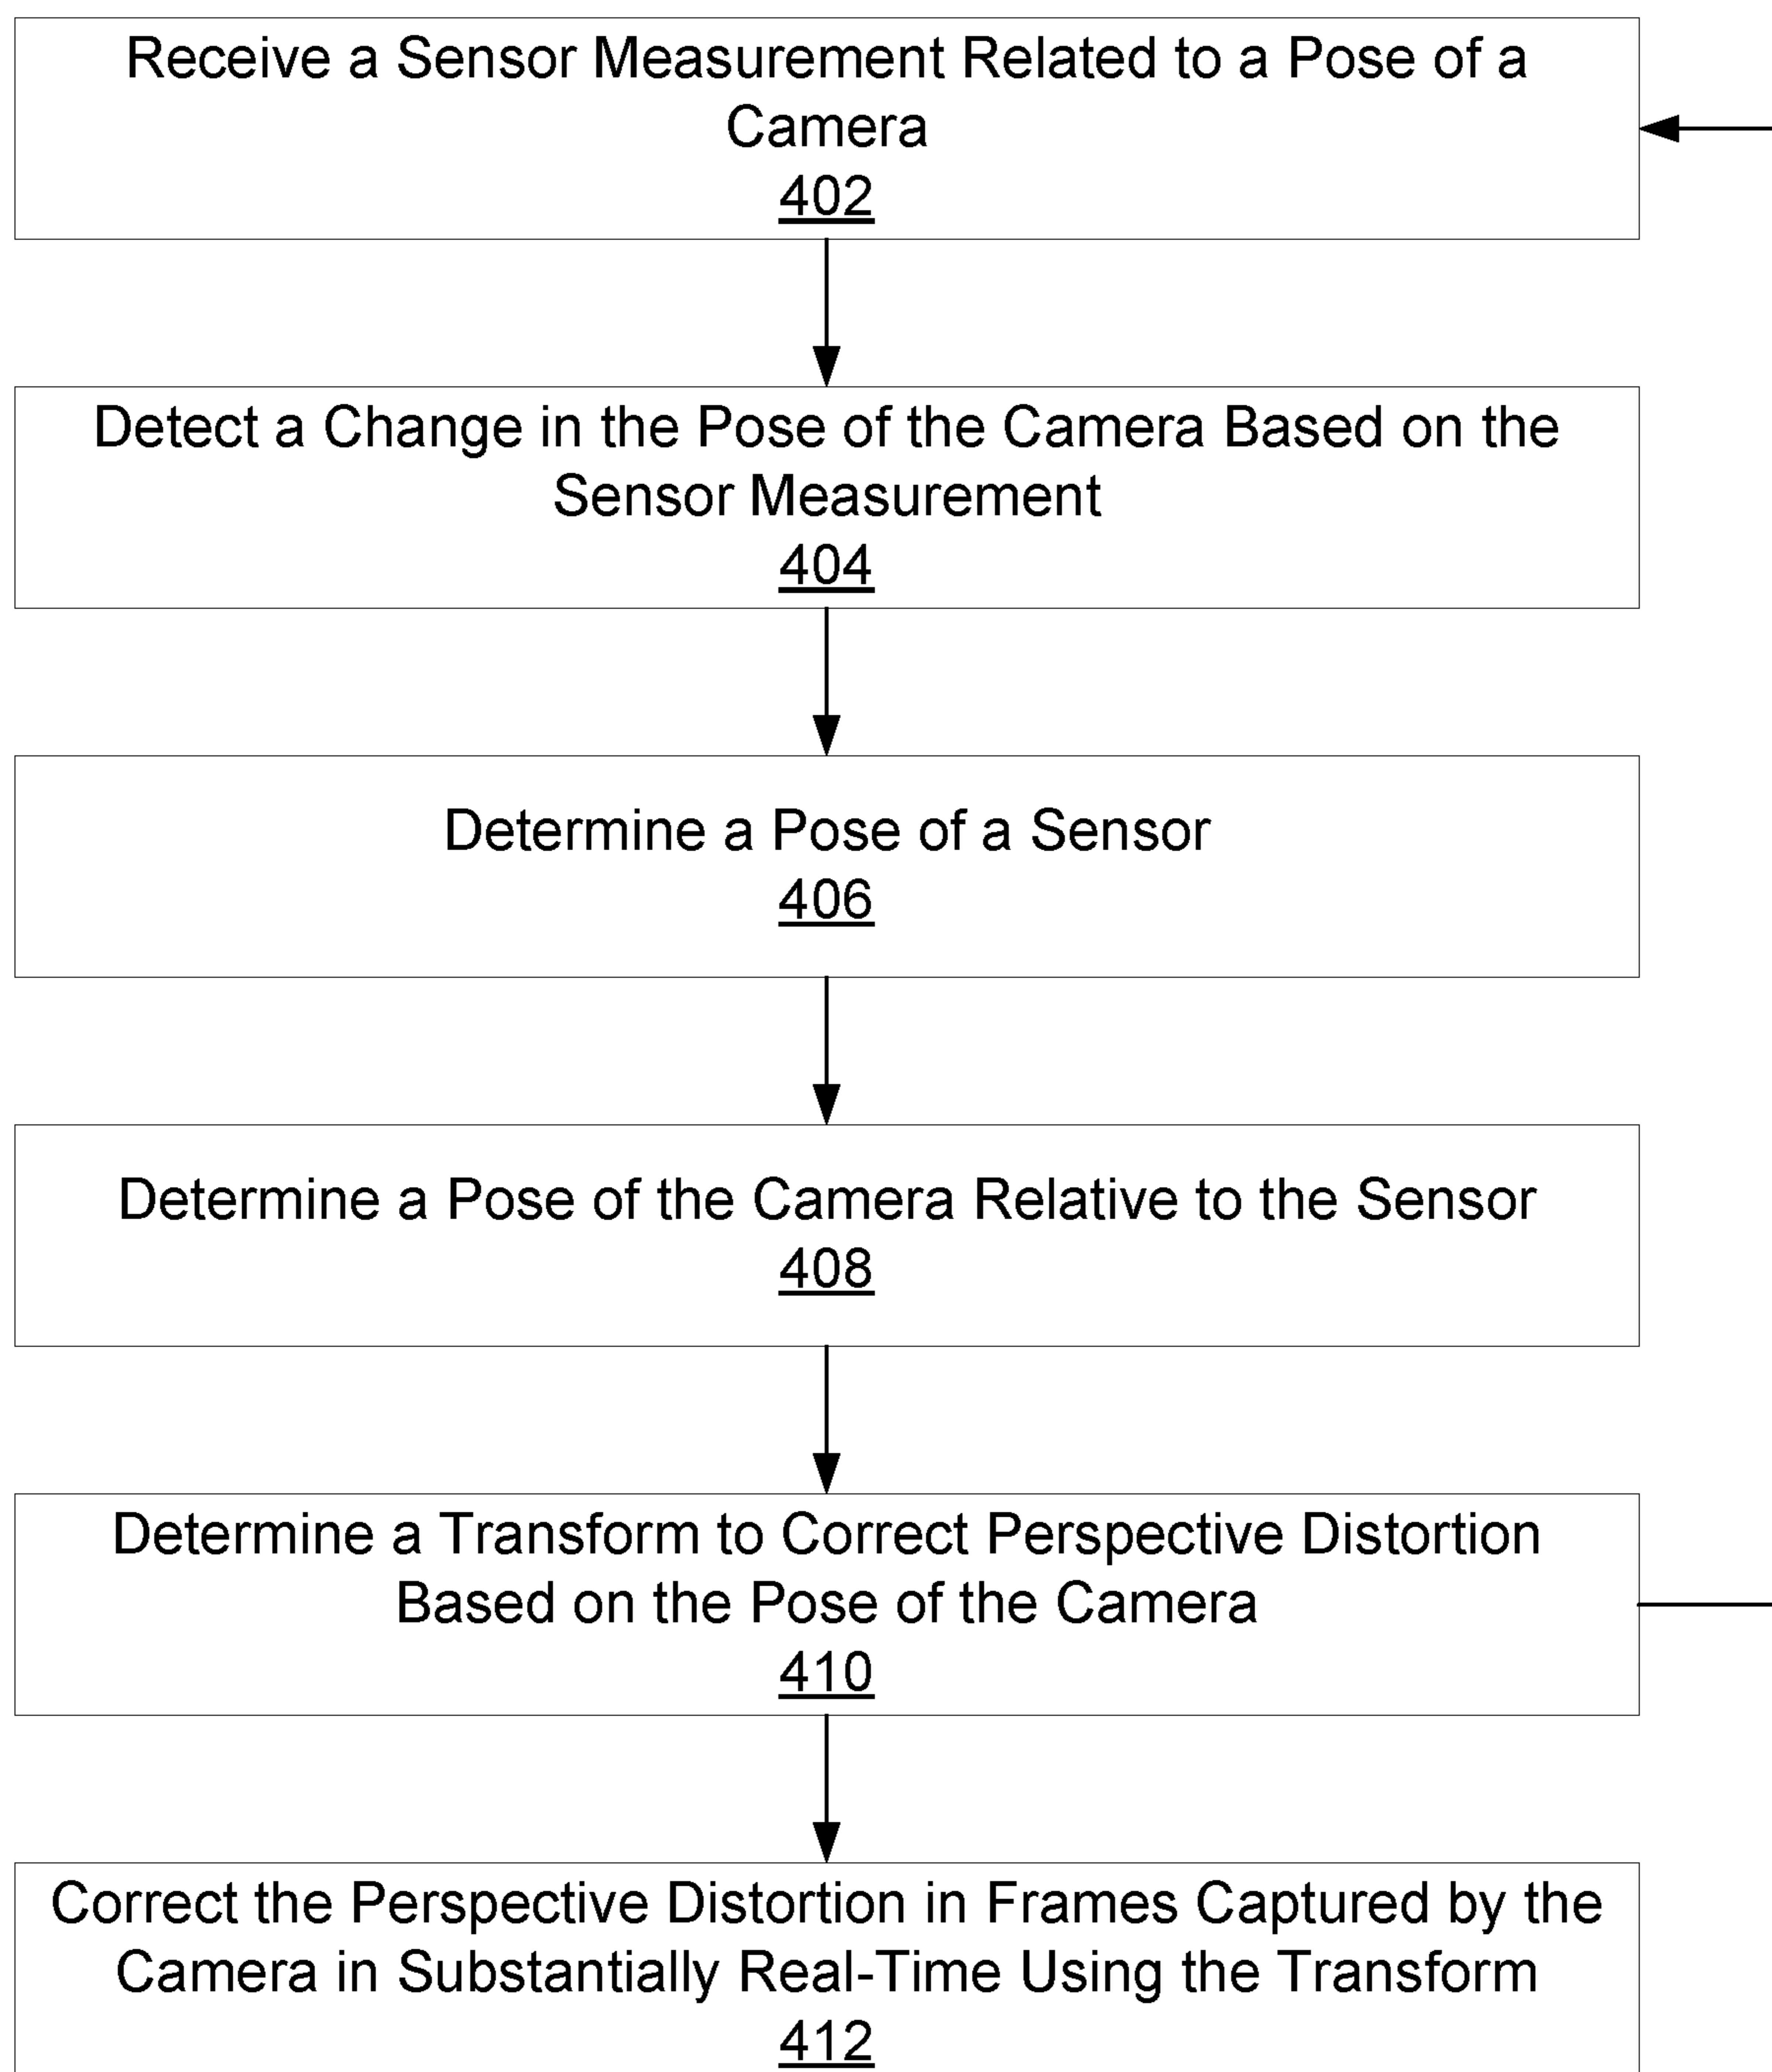 Receive a Sensor Measurement Related to a Pose of a
Camera
402
Detect a Change in the Pose of the Camera Based on the
Sensor Measurement
404
Determine a Pose of a Sensor
406
Determine a Pose of the Camera Relative to the Sensor
408
Determine a Transform to Correct Perspective Distortion
Based on the Pose of the Camera
410
Correct the Perspective Distortion in Frames Captured by the
Camera in Substantially Real-Time Using the Transform
412